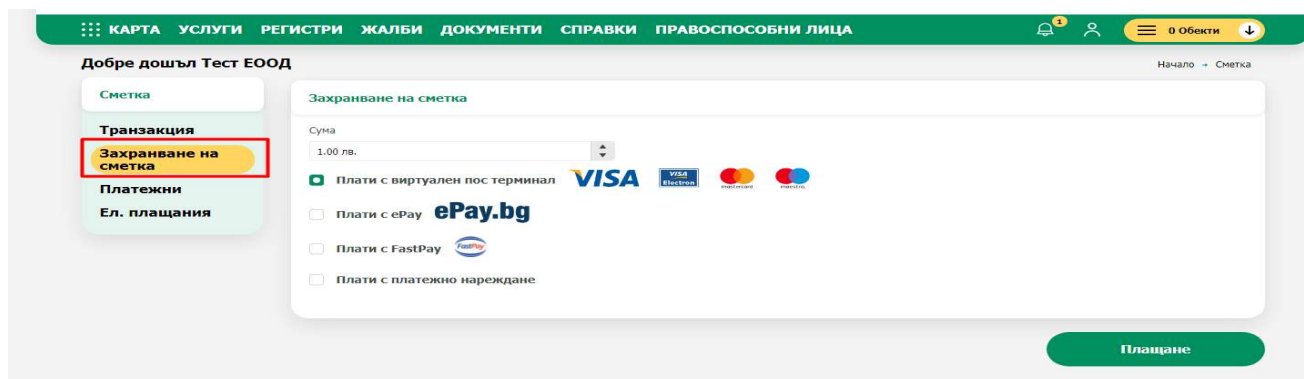 КАРТА УСЛУГИ РЕГИСТРИ ЖАЛБИ ДОКУМЕНТИ СПРАВКИ ПРАВОСПОСОБНИ ЛИЦА 1 0 Обекти
Добре дошъл Тест ЕООД
Начало → Сметка
Сметка
Транзакция
Захранване на
сметка
Платежни
Ел. плащания
Захранване на сметка
Сума
1.00 лв.
Плати с виртуален пос терминал VISA VISA Electron mastercard maestro
Плати с ePay ePay.bg
Плати с FastPay FastPay
Плати с платежно нареждане
Плащане